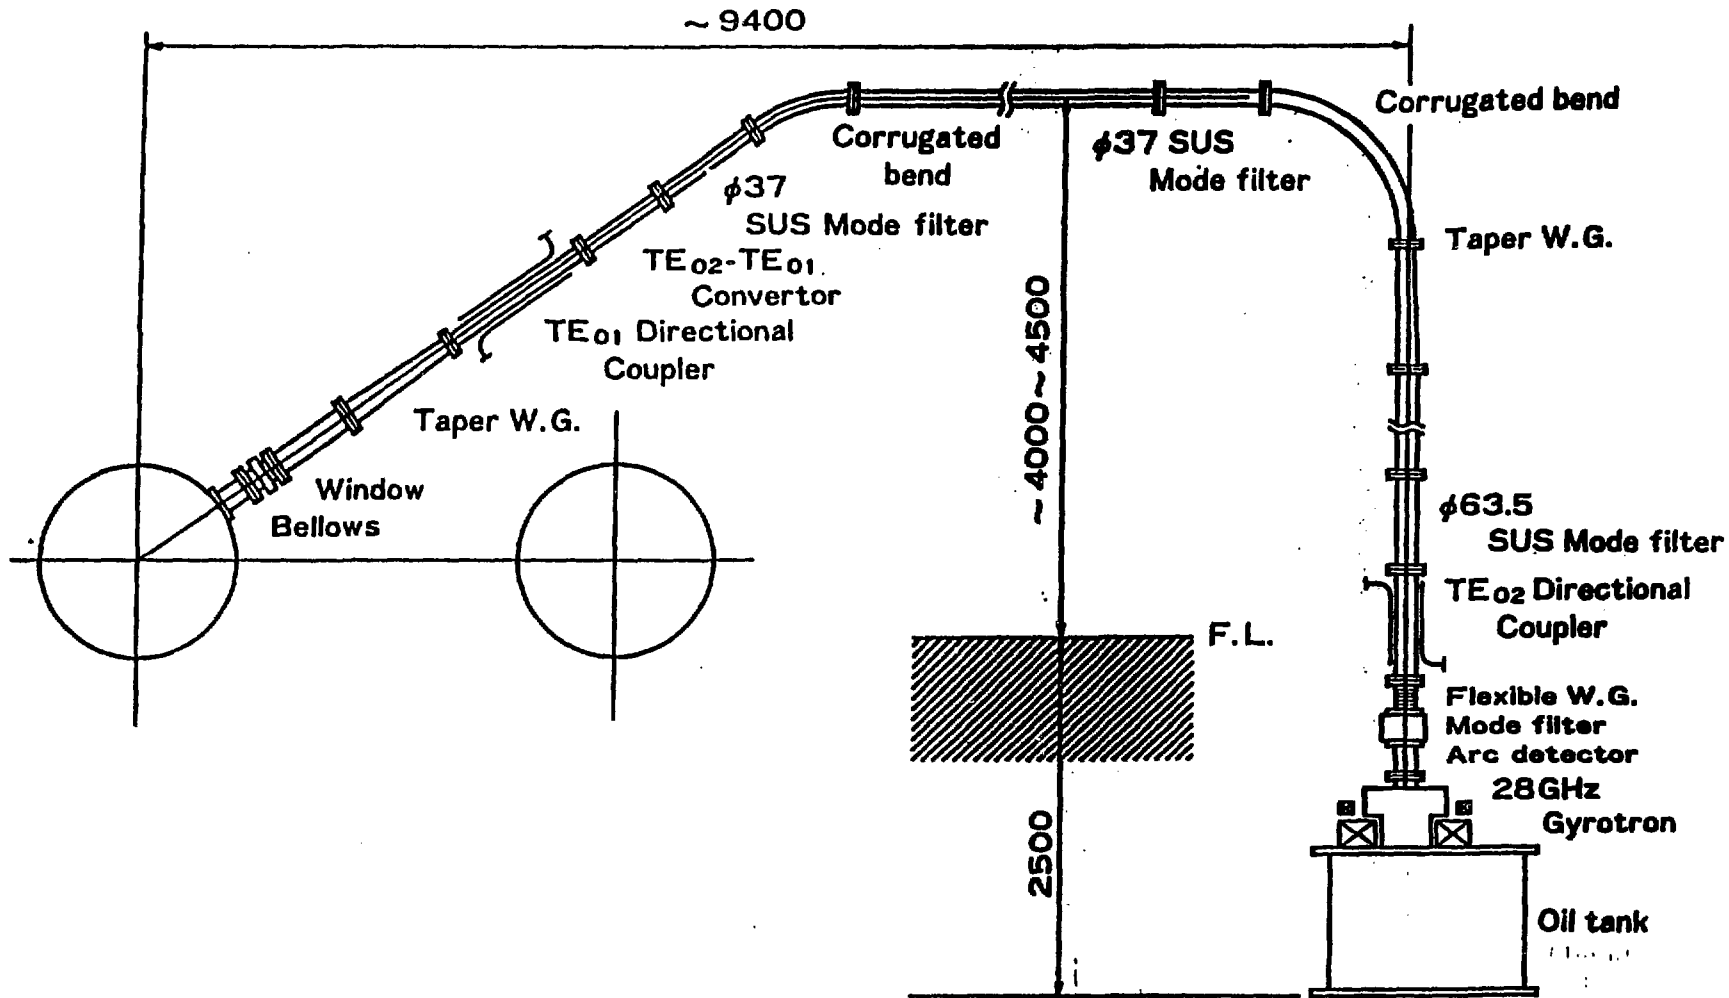 ~ 9400
Corrugated bend
Corrugated
bend
φ37 SUS
Mode filter
φ37
SUS Mode filter
Taper W.G.
TE02-TE01
Convertor
TE01 Directional
Coupler
~4000~4500
Taper W.G.
Window
Bellows
φ63.5
SUS Mode filter
TE02 Directional
Coupler
F.L.
Flexible W.G.
Mode filter
Arc detector
28GHz
Gyrotron
2500
Oil tank